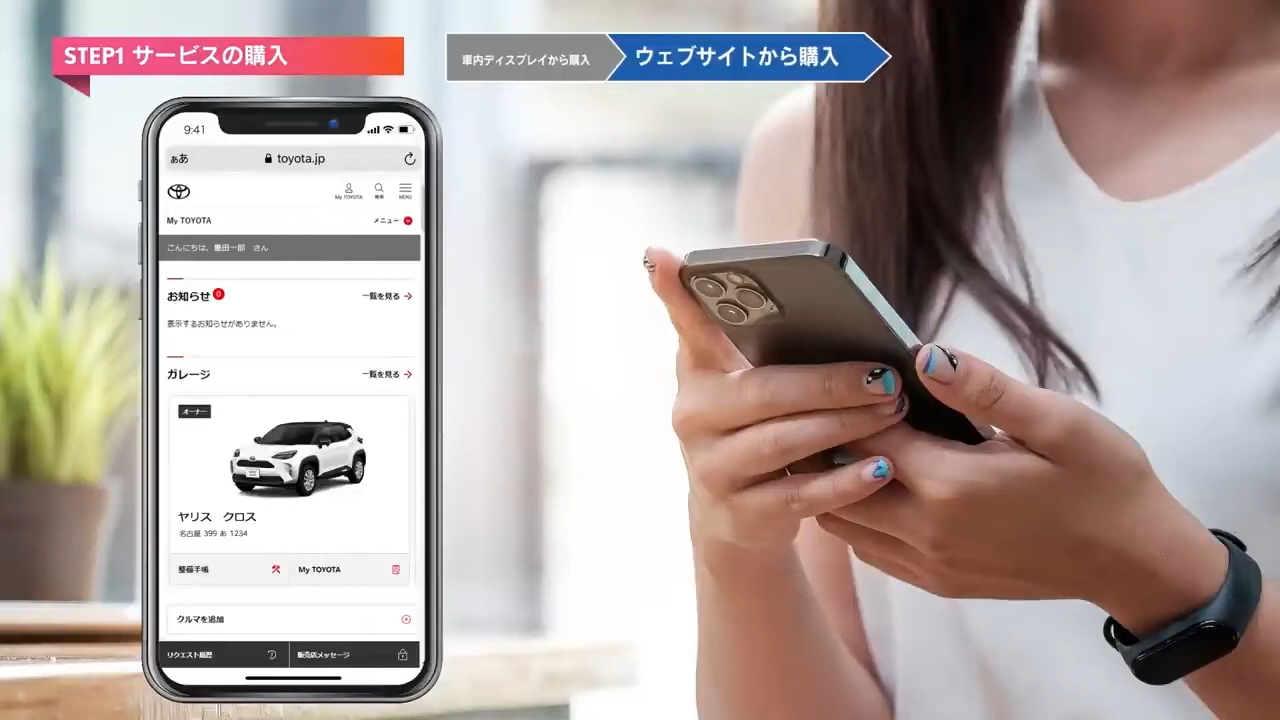 STEP1 サービスの購入
車内ディスプレイから購入
ウェブサイトから購入
9:41
ぁあ
toyota.jp
My TOYOTA
検索
MENU
My TOYOTA
メニュー
こんにちは、豊田一郎 さん
お知らせ 0
一覧を見る
表示するお知らせがありません。
ガレージ
一覧を見る
オーナー
ヤリス クロス
名古屋 399 あ 1234
整備手帳
My TOYOTA
クルマを追加
リクエスト履歴
販売店メッセージ